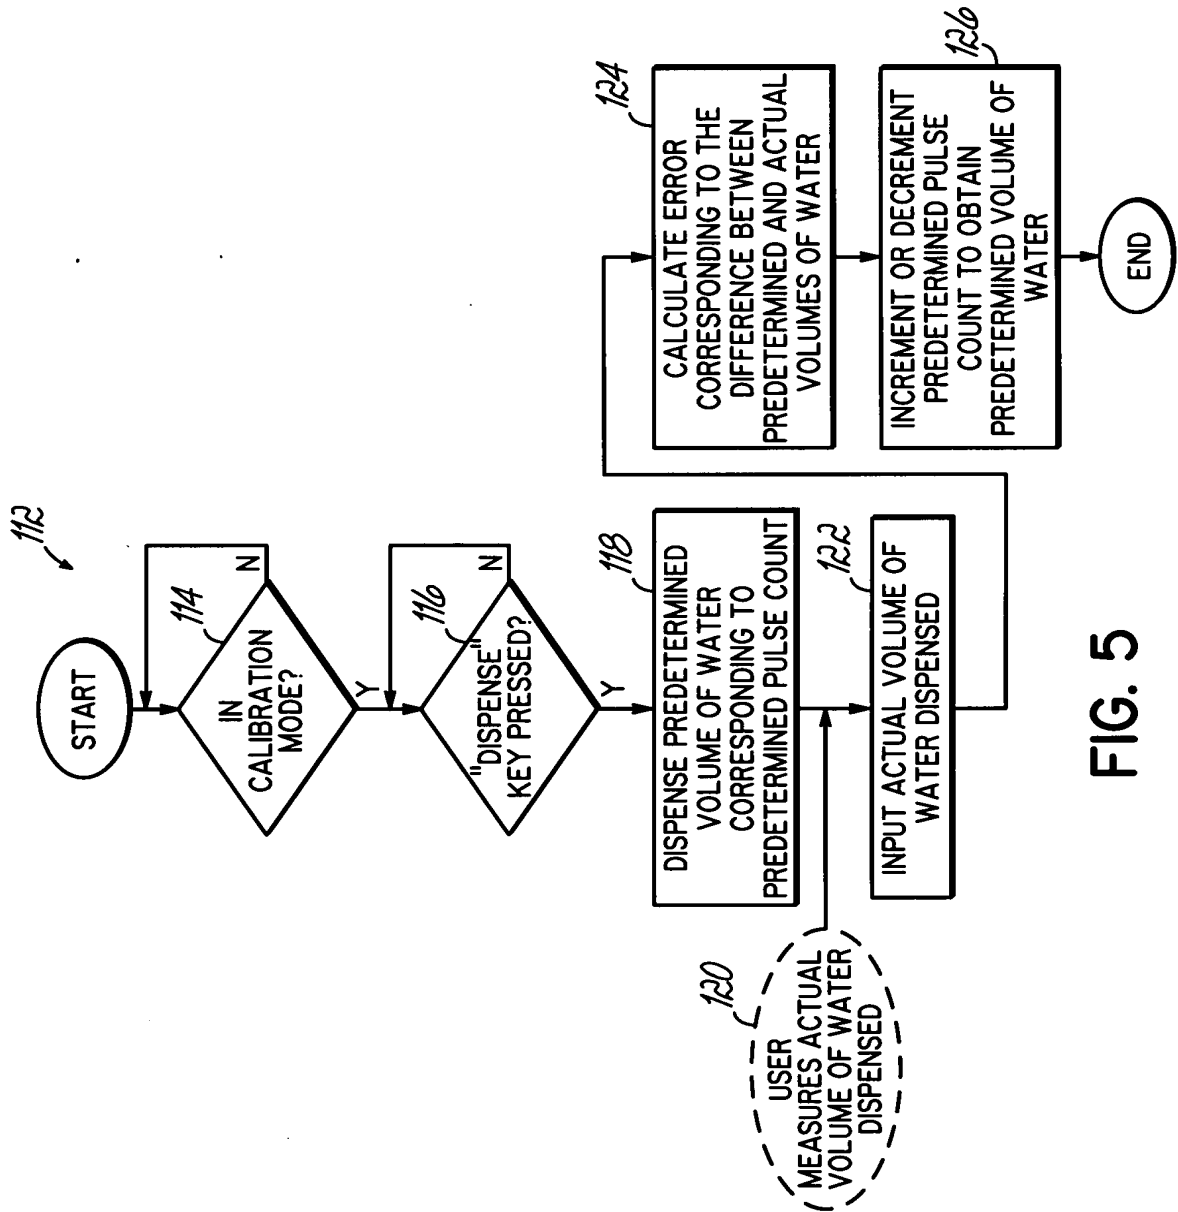 112
START
114
IN
CALIBRATION
MODE?
N
Y
116
"DISPENSE"
KEY PRESSED?
N
Y
118
DISPENSE PREDETERMINED
VOLUME OF WATER
CORRESPONDING TO
PREDETERMINED PULSE COUNT
120
USER
MEASURES ACTUAL
VOLUME OF WATER
DISPENSED
122
INPUT ACTUAL VOLUME OF
WATER DISPENSED
124
CALCULATE ERROR
CORRESPONDING TO THE
DIFFERENCE BETWEEN
PREDETERMINED AND ACTUAL
VOLUMES OF WATER
126
INCREMENT OR DECREMENT
PREDETERMINED PULSE
COUNT TO OBTAIN
PREDETERMINED VOLUME OF
WATER
END
FIG. 5